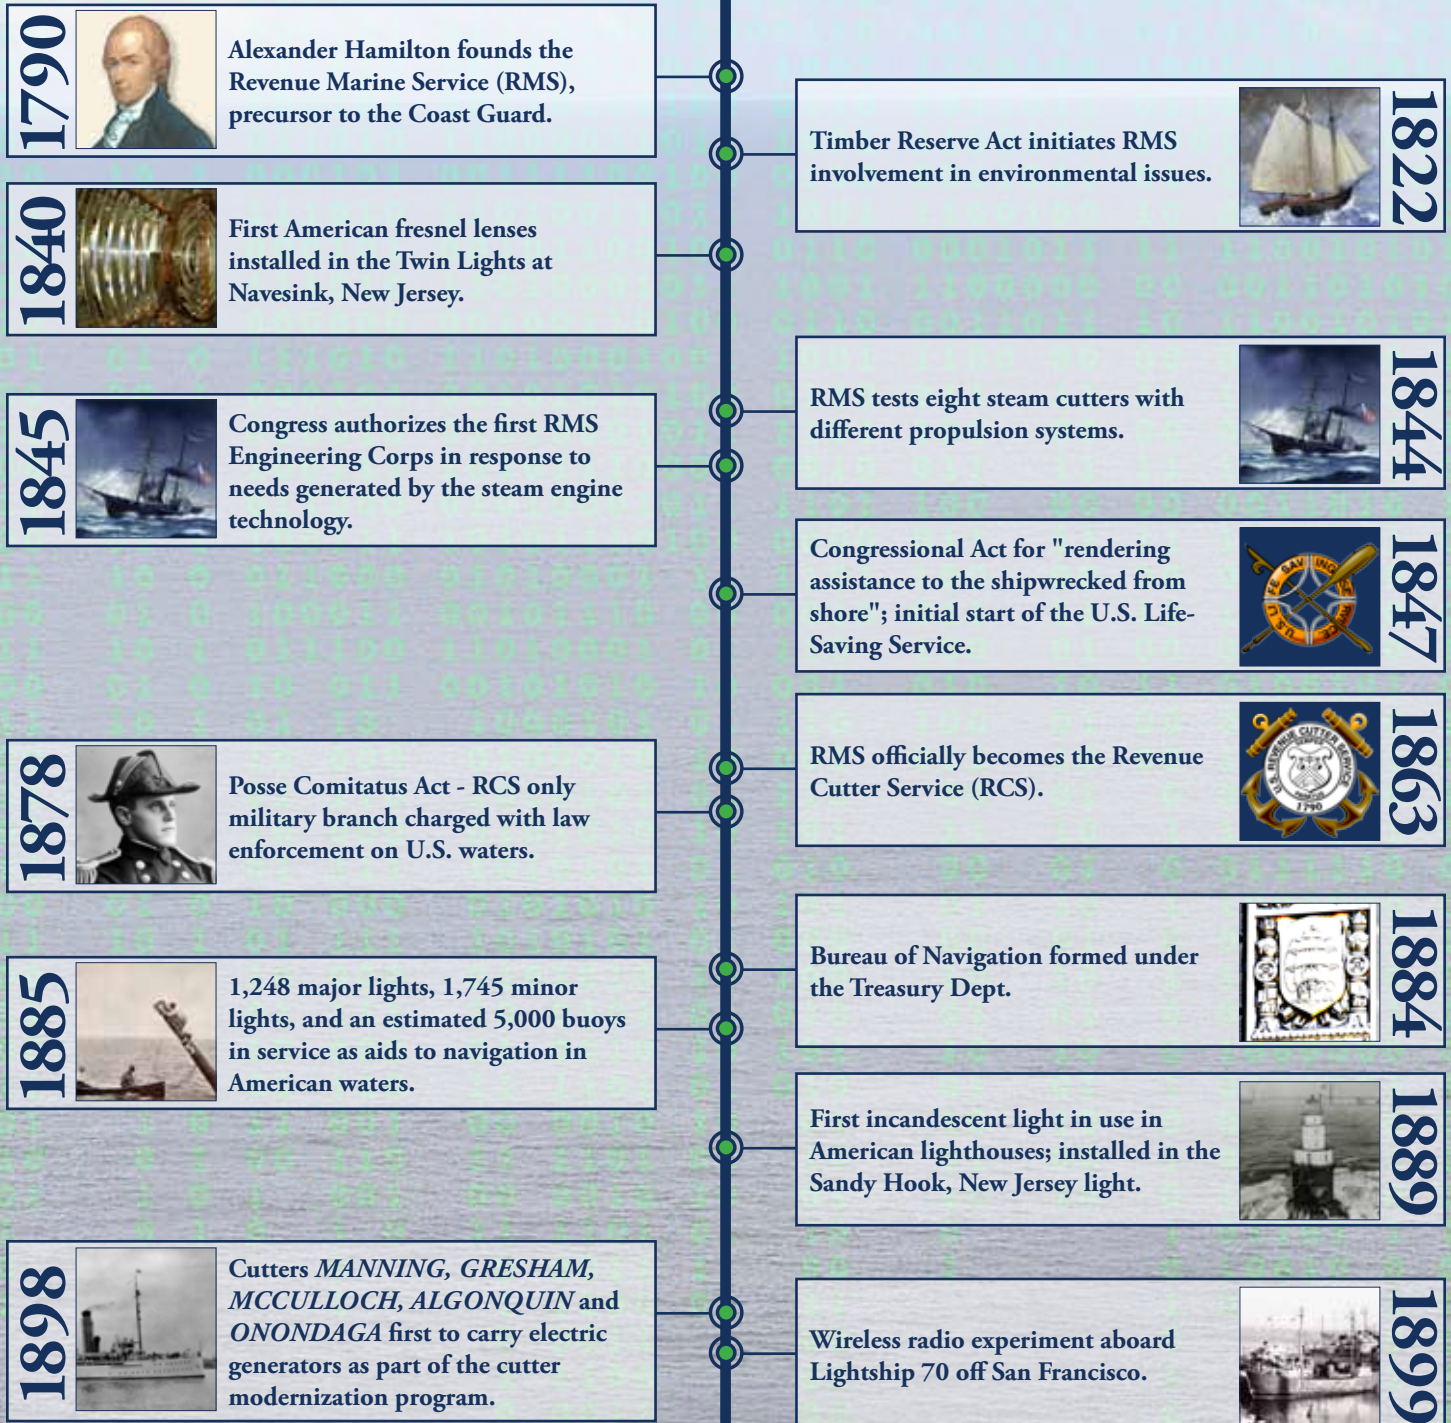 1790
Alexander Hamilton founds the
Revenue Marine Service (RMS),
precursor to the Coast Guard.
1822
Timber Reserve Act initiates RMS
involvement in environmental issues.
1840
First American fresnel lenses
installed in the Twin Lights at
Navesink, New Jersey.
1844
RMS tests eight steam cutters with
different propulsion systems.
1845
Congress authorizes the first RMS
Engineering Corps in response to
needs generated by the steam engine
technology.
1847
Congressional Act for "rendering
assistance to the shipwrecked from
shore"; initial start of the U.S. Life-
Saving Service.
1863
RMS officially becomes the Revenue
Cutter Service (RCS).
U.S. REVENUE CUTTER SERVICE
1790
1878
Posse Comitatus Act - RCS only
military branch charged with law
enforcement on U.S. waters.
1884
Bureau of Navigation formed under
the Treasury Dept.
1885
1,248 major lights, 1,745 minor
lights, and an estimated 5,000 buoys
in service as aids to navigation in
American waters.
1889
First incandescent light in use in
American lighthouses; installed in the
Sandy Hook, New Jersey light.
1898
Cutters MANNING, GRESHAM,
MCCULLOCH, ALGONQUIN and
ONONDAGA first to carry electric
generators as part of the cutter
modernization program.
1899
Wireless radio experiment aboard
Lightship 70 off San Francisco.